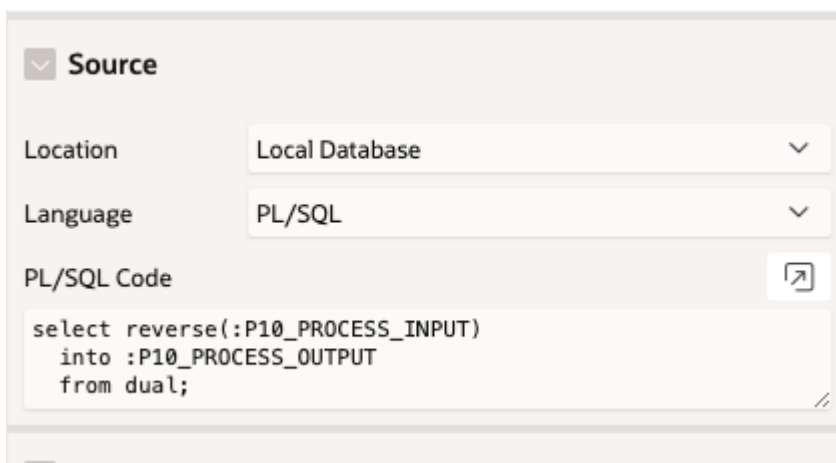 Source
Location Local Database
Language PL/SQL
PL/SQL Code
select reverse(:P10_PROCESS_INPUT)
  into :P10_PROCESS_OUTPUT
  from dual;